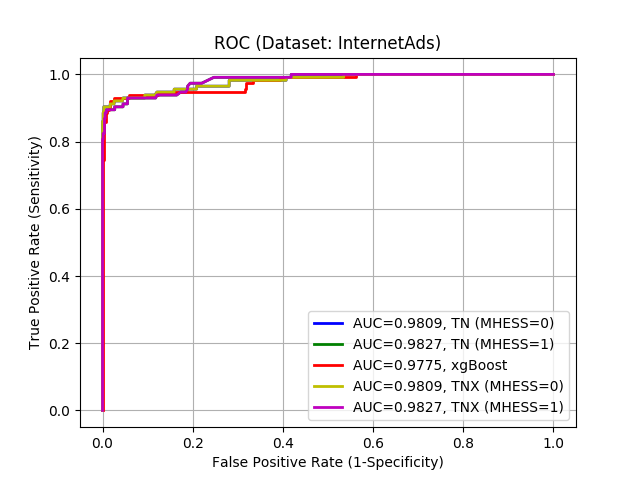 ROC (Dataset: InternetAds)
True Positive Rate (Sensitivity)
1.0
0.8
0.6
0.4
0.2
0.0
AUC=0.9809, TN (MHESS=0)
AUC=0.9827, TN (MHESS=1)
AUC=0.9775, xgBoost
AUC=0.9809, TNX (MHESS=0)
AUC=0.9827, TNX (MHESS=1)
0.0 0.2 0.4 0.6 0.8 1.0
False Positive Rate (1-Specificity)